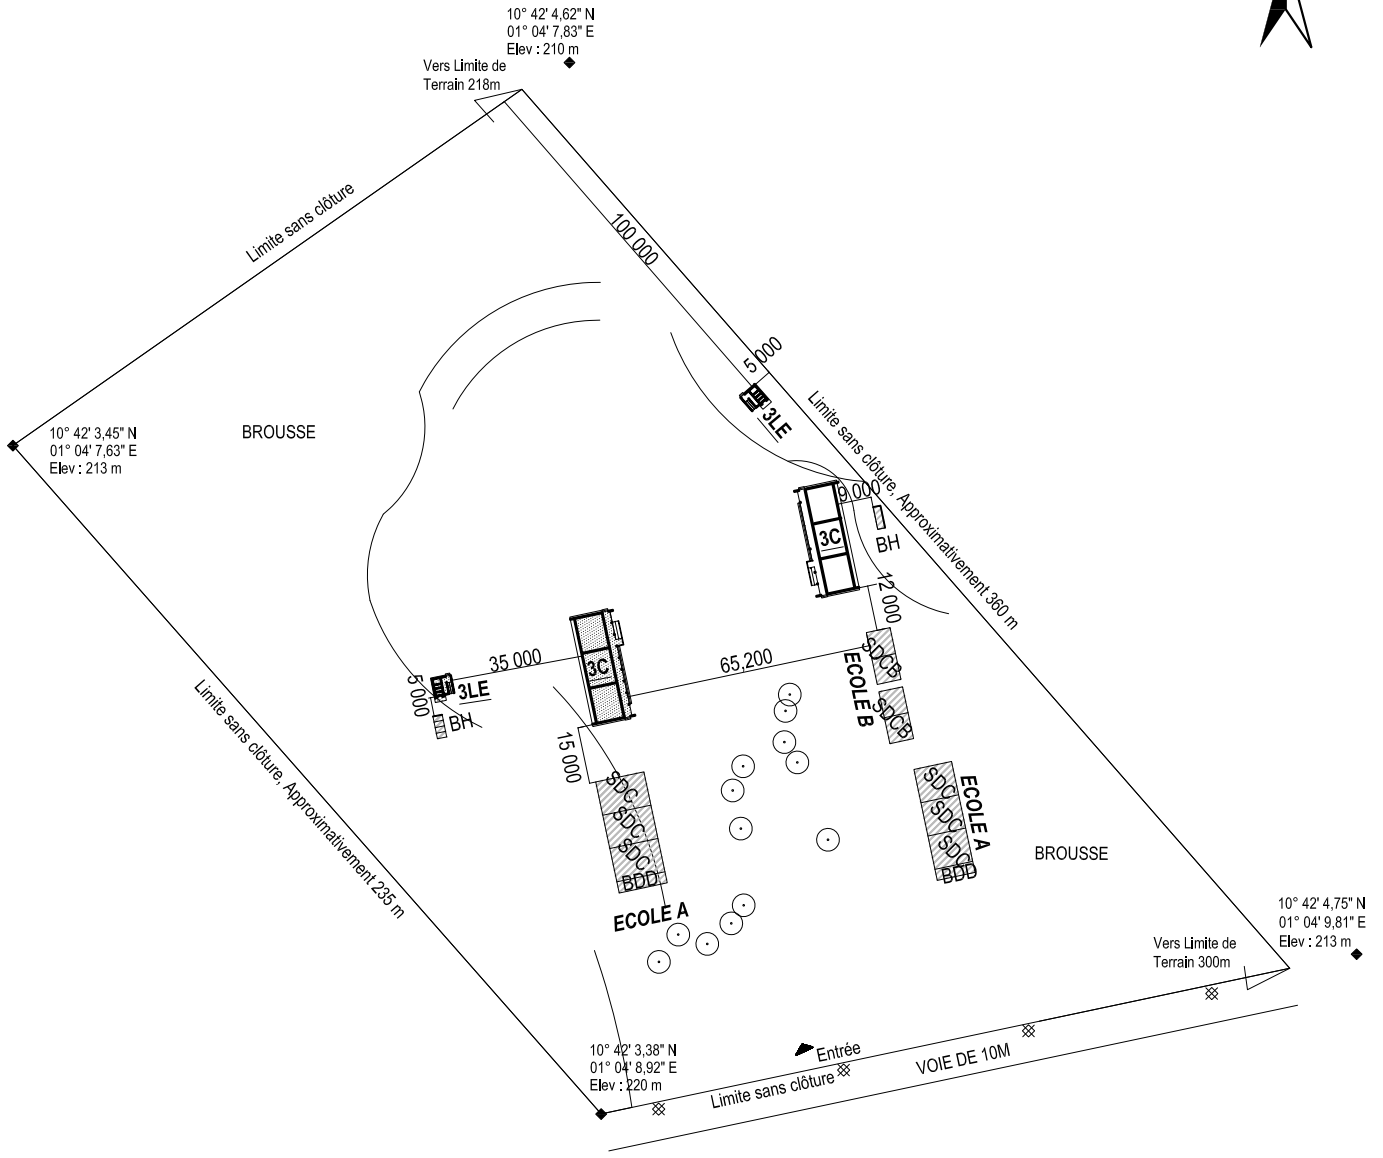 10° 42' 4,62" N
01° 04' 7,83" E
Elev : 210 m
Vers Limite de
Terrain 218m
Limite sans clôture
100 000
5 000
3LE
Limite sans clôture, Approximativement 360 m
10° 42' 3,45" N
01° 04' 7,63" E
Elev : 213 m
BROUSSE
9 000
BH
3C
12 000
SDCB
SDCB
ECOLE B
35 000
3C
65,200
3LE
5 000
BH
15 000
Limite sans clôture, Approximativement 235 m
SDC
SDC
SDC
BDD
ECOLE A
SDC
SDC
SDC
BDD
ECOLE A
BROUSSE
10° 42' 4,75" N
01° 04' 9,81" E
Elev : 213 m
Vers Limite de
Terrain 300m
10° 42' 3,38" N
01° 04' 8,92" E
Elev : 220 m
Entrée
Limite sans clôture
VOIE DE 10M